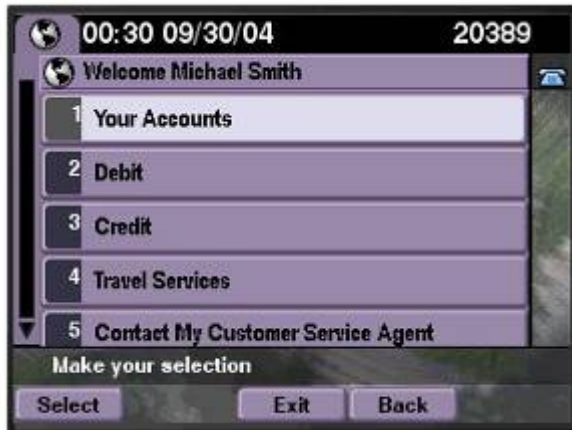 00:30 09/30/04 20389
Welcome Michael Smith
1 Your Accounts
2 Debit
3 Credit
4 Travel Services
5 Contact My Customer Service Agent
Make your selection
Select Exit Back